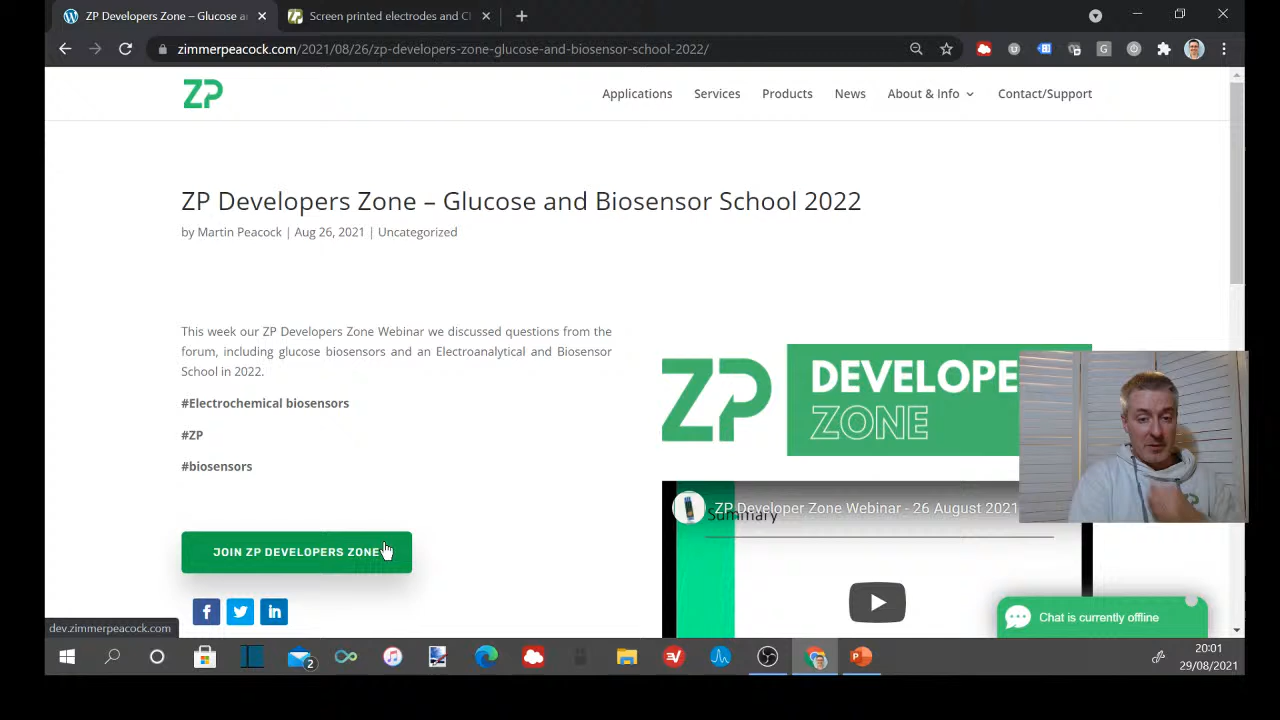 ZP Developers Zone – Glucose an
Screen printed electrodes and C
zimmerpeacock.com/2021/08/26/zp-developers-zone-glucose-and-biosensor-school-2022/
ZP
Applications
Services
Products
News
About & Info
Contact/Support
ZP Developers Zone – Glucose and Biosensor School 2022
by Martin Peacock | Aug 26, 2021 | Uncategorized
This week our ZP Developers Zone Webinar we discussed questions from the
forum, including glucose biosensors and an Electroanalytical and Biosensor
School in 2022.
#Electrochemical biosensors
#ZP
#biosensors
JOIN ZP DEVELOPERS ZONE
ZP
DEVELOPE
ZONE
ZP Developer Zone Webinar - 26 August 2021
Summary
Chat is currently offline
dev.zimmerpeacock.com
2
20:01
29/08/2021